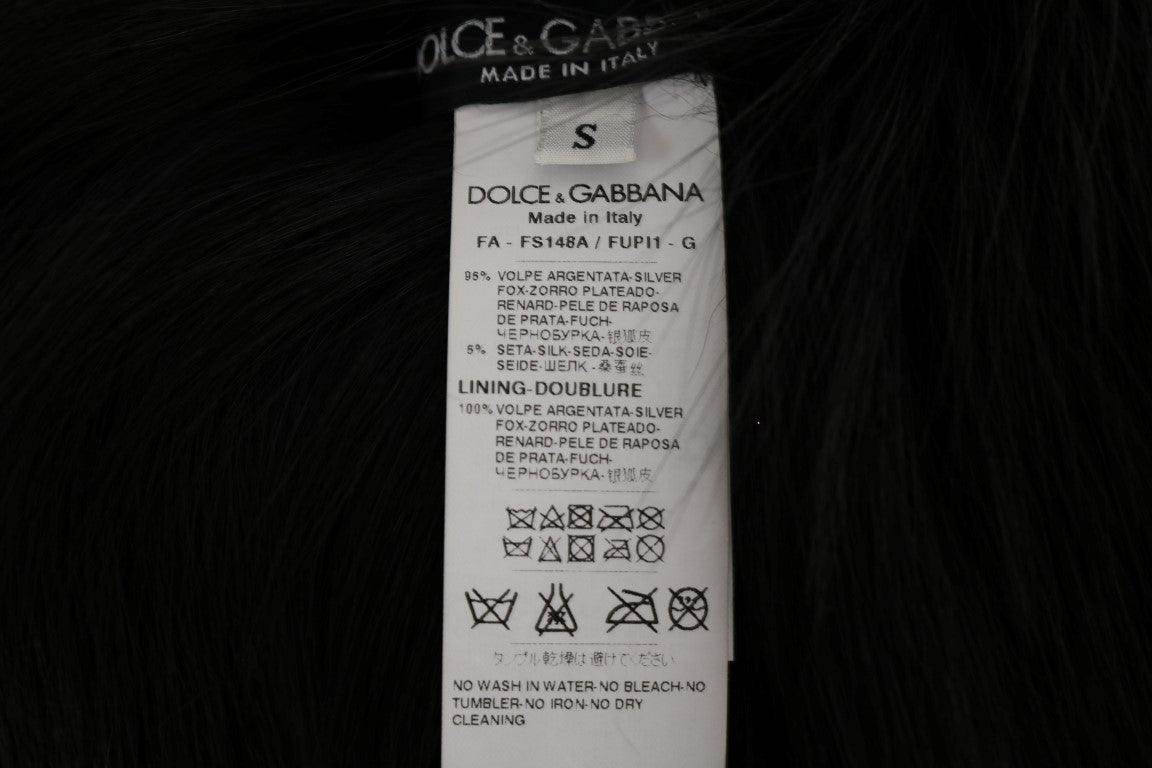 OLCE & GABB
MADE IN ITALY
S
DOLCE & GABBANA
Made in Italy
FA - FS148A / FUPI1 - G
95% VOLPE ARGENTATA-SILVER
FOX-ZORRO PLATEADO-
RENARD-PELE DE RAPOSA
DE PRATA-FUCH-
ЧЕРНОБУРКА-银狐皮
5% SETA-SILK-SEDA-SOIE-
SEIDE-ШЕЛК-桑蚕丝
LINING-DOUBLURE
100% VOLPE ARGENTATA-SILVER
FOX-ZORRO PLATEADO-
RENARD-PELE DE RAPOSA
DE PRATA-FUCH-
ЧЕРНОБУРКА-银狐皮
タンブル乾燥は避けてください
NO WASH IN WATER-NO BLEACH-NO
TUMBLER-NO IRON-NO DRY
CLEANING